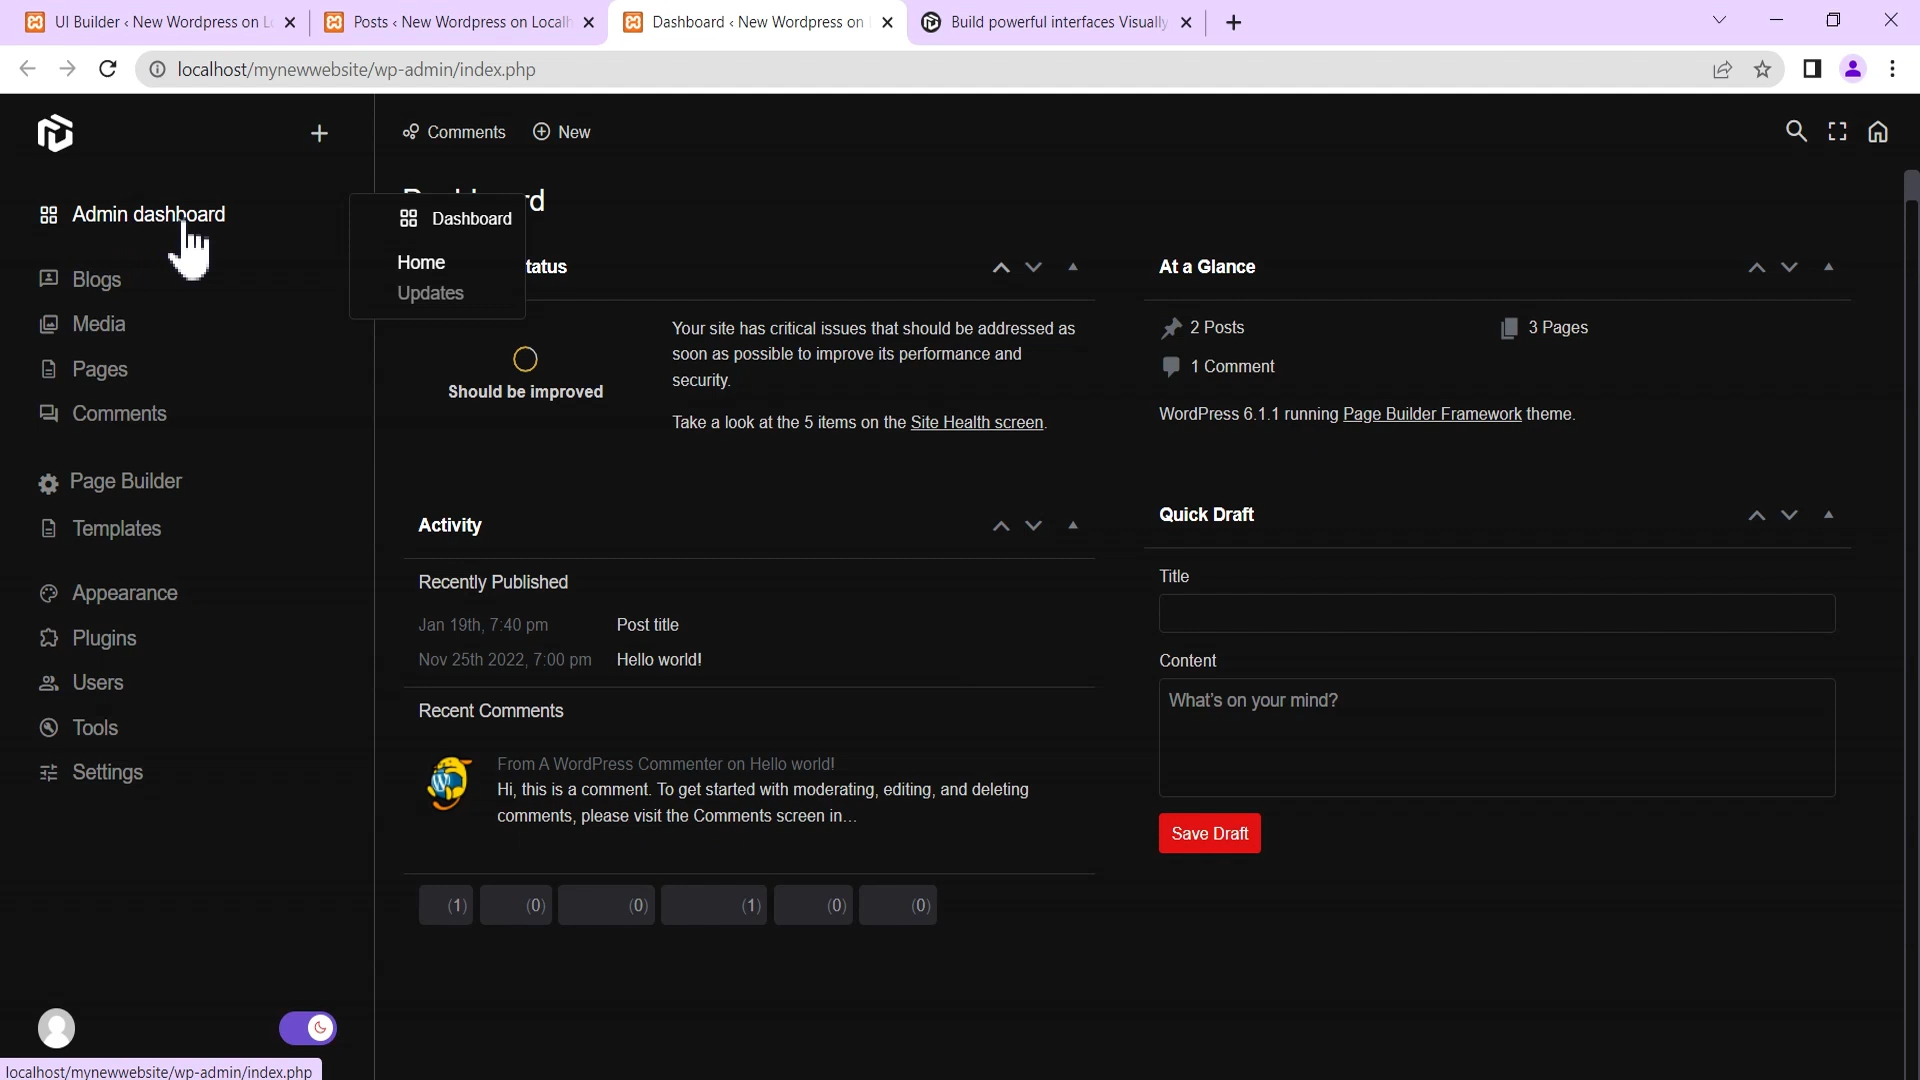 UI Builder ‹ New Wordpress on Lo
Posts ‹ New Wordpress on Localh
Dashboard ‹ New Wordpress on
Build powerful interfaces Visually
localhost/mynewwebsite/wp-admin/index.php
Comments
New
Admin dashboard
Blogs
Media
Pages
Comments
Page Builder
Templates
Appearance
Plugins
Users
Tools
Settings
Dashboard
Home
Updates
rd
tatus
Should be improved
Your site has critical issues that should be addressed as
soon as possible to improve its performance and
security.
Take a look at the 5 items on the Site Health screen.
Activity
Recently Published
Jan 19th, 7:40 pm Post title
Nov 25th 2022, 7:00 pm Hello world!
Recent Comments
From A WordPress Commenter on Hello world!
Hi, this is a comment. To get started with moderating, editing, and deleting
comments, please visit the Comments screen in…
(1) (0) (0) (1) (0) (0)
At a Glance
2 Posts
3 Pages
1 Comment
WordPress 6.1.1 running Page Builder Framework theme.
Quick Draft
Title
Content
What's on your mind?
Save Draft
localhost/mynewwebsite/wp-admin/index.php